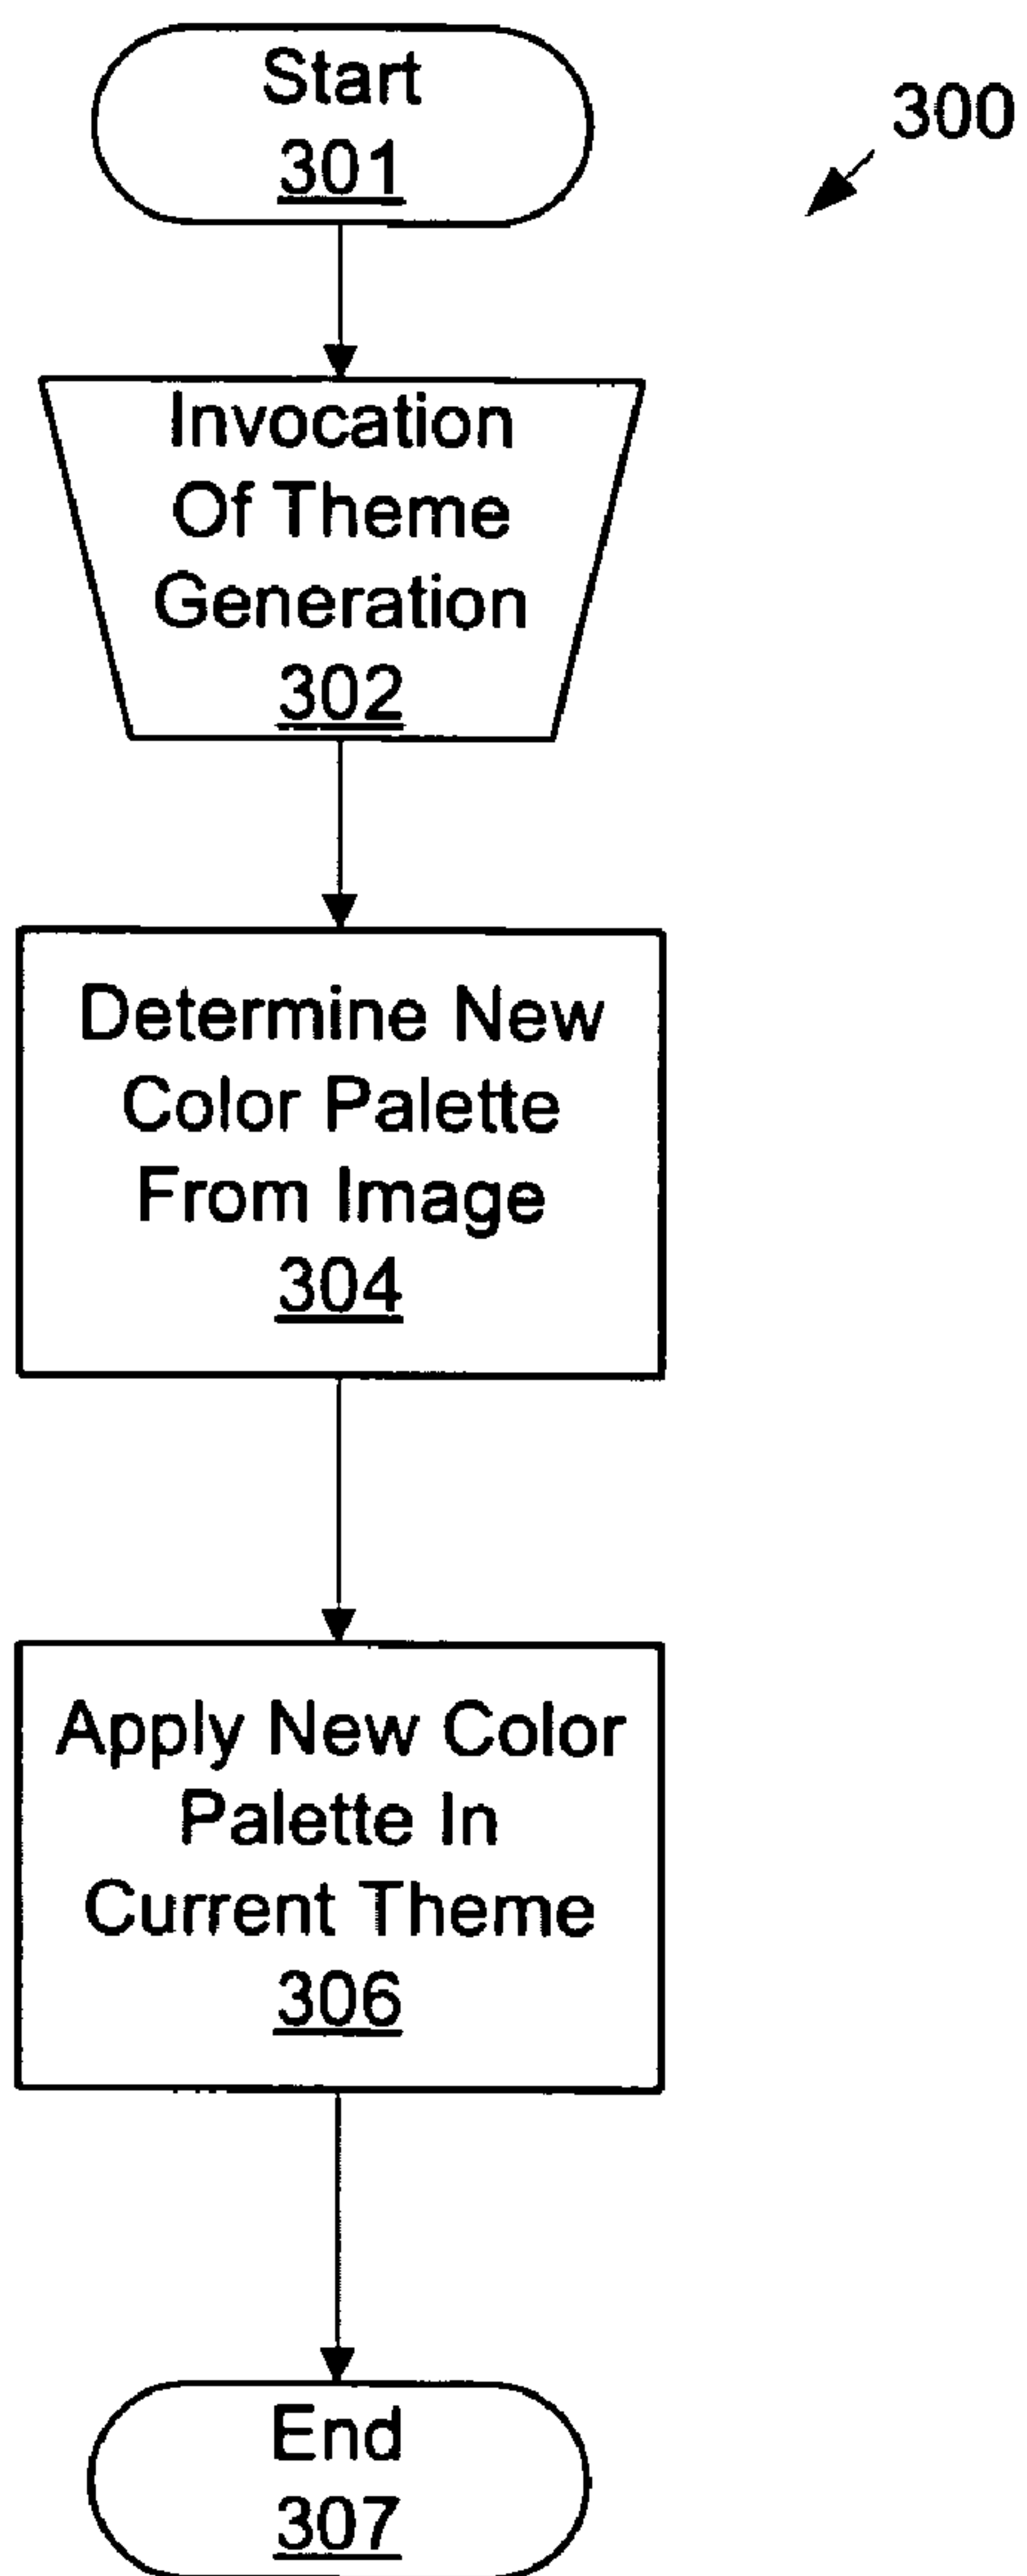 Start
301
300
Invocation
Of Theme
Generation
302
Determine New
Color Palette
From Image
304
Apply New Color
Palette In
Current Theme
306
End
307